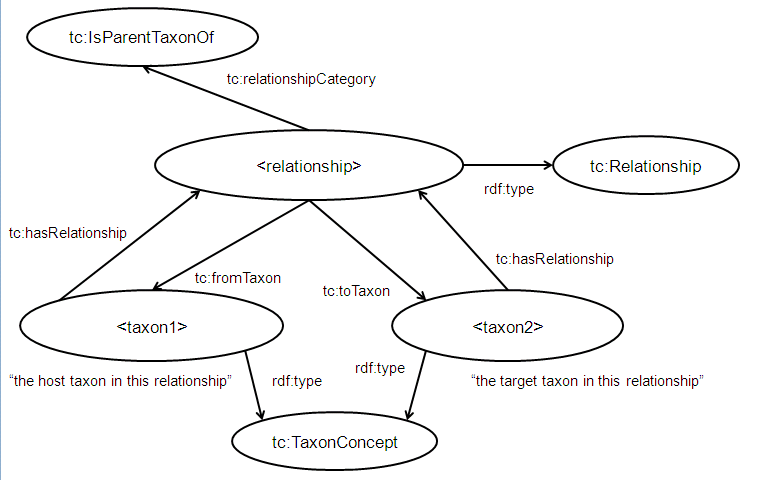 tc:IsParentTaxonOf
tc:relationshipCategory
<relationship>
tc:Relationship
rdf:type
tc:hasRelationship
tc:hasRelationship
tc:fromTaxon
tc:toTaxon
<taxon1>
<taxon2>
"the host taxon in this relationship"
rdf:type
rdf:type
"the target taxon in this relationship"
tc:TaxonConcept